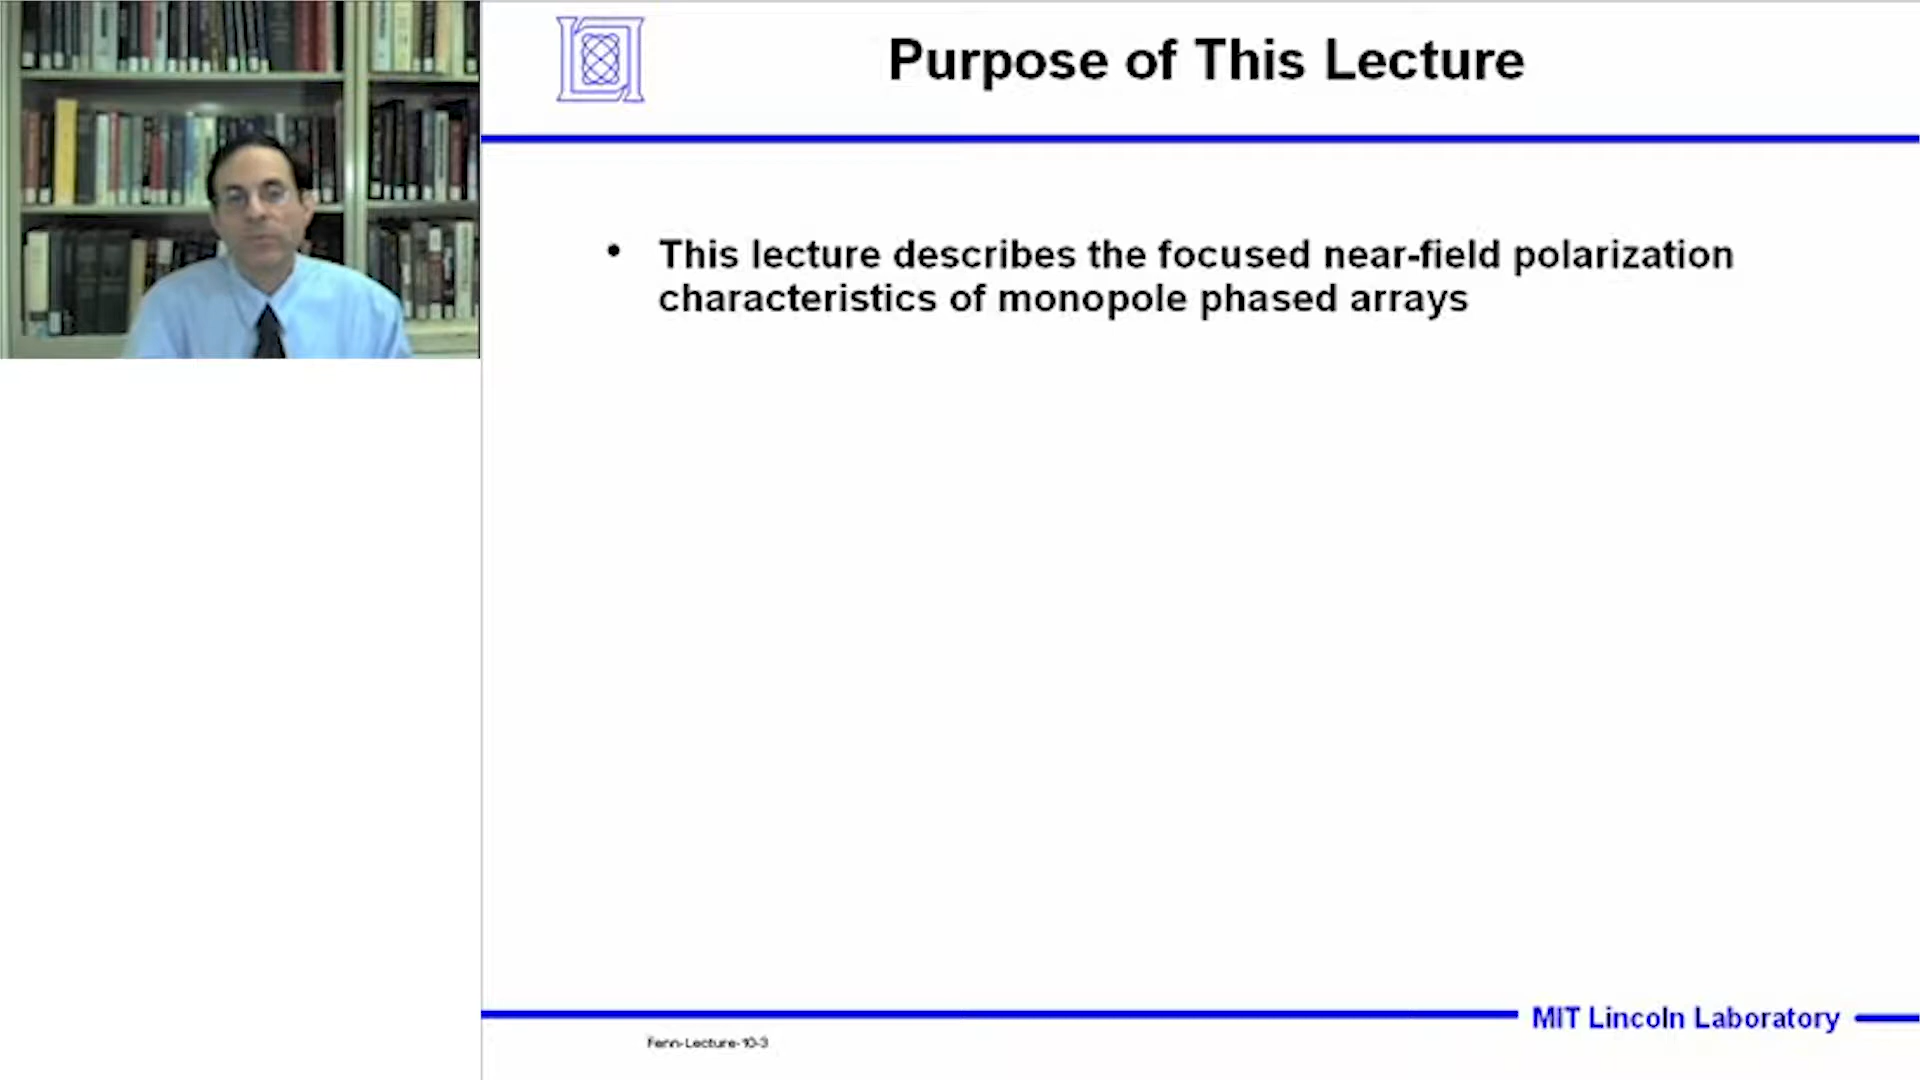 Purpose of This Lecture
• This lecture describes the focused near-field polarization
characteristics of monopole phased arrays
MIT Lincoln Laboratory
Fenn-Lecture-10-3